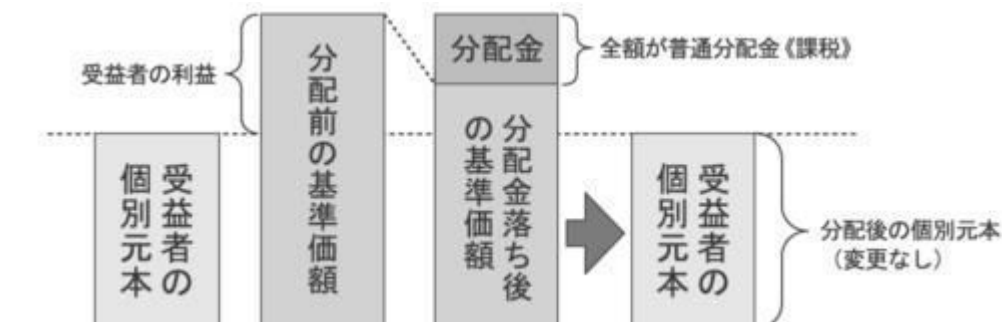 受益者の利益
受益者の
個別元本
分配前の基準価額
分配金
分配金落ち後
の基準価額
全額が普通分配金《課税》
受益者の
個別元本
分配後の個別元本
（変更なし）